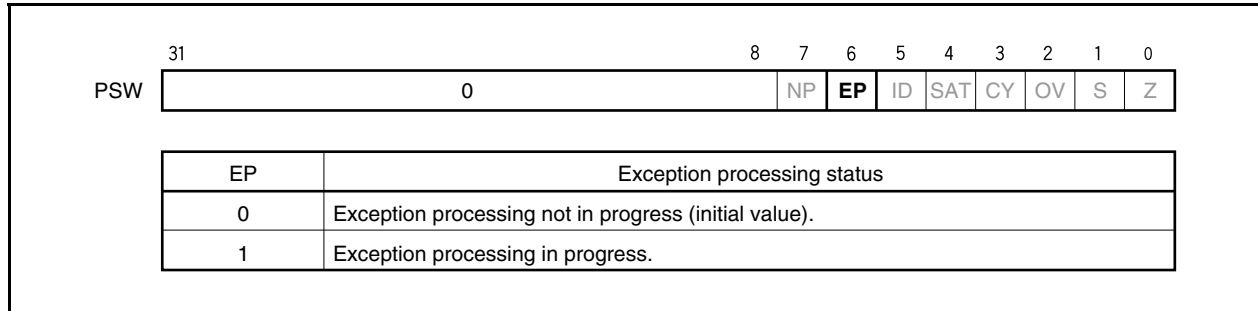 31 8 7 6 5 4 3 2 1 0
PSW 0 NP EP ID SAT CY OV S Z
EP Exception processing status
0 Exception processing not in progress (initial value).
1 Exception processing in progress.